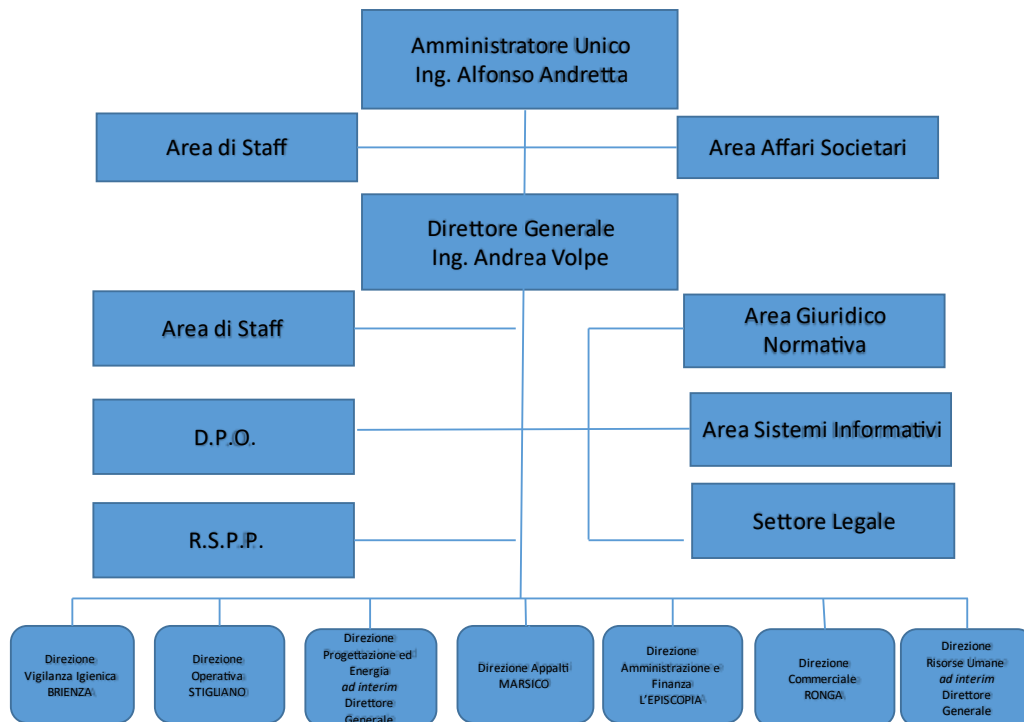 Amministratore Unico
Ing. Alfonso Andretta
Area di Staff
Area Affari Societari
Direttore Generale
Ing. Andrea Volpe
Area di Staff
Area Giuridico
Normativa
D.P.O.
Area Sistemi Informativi
R.S.P.P.
Settore Legale
Direzione
Vigilanza Igienica
BRIENZA
Direzione
Operativa
STIGLIANO
Direzione
Progettazione ed
Energia
ad interim
Direttore
Generale
Direzione Appalti
MARSICO
Direzione
Amministrazione e
Finanza
L'EPISCOPIA
Direzione
Commerciale
RONGA
Direzione
Risorse Umane
ad interim
Direttore
Generale